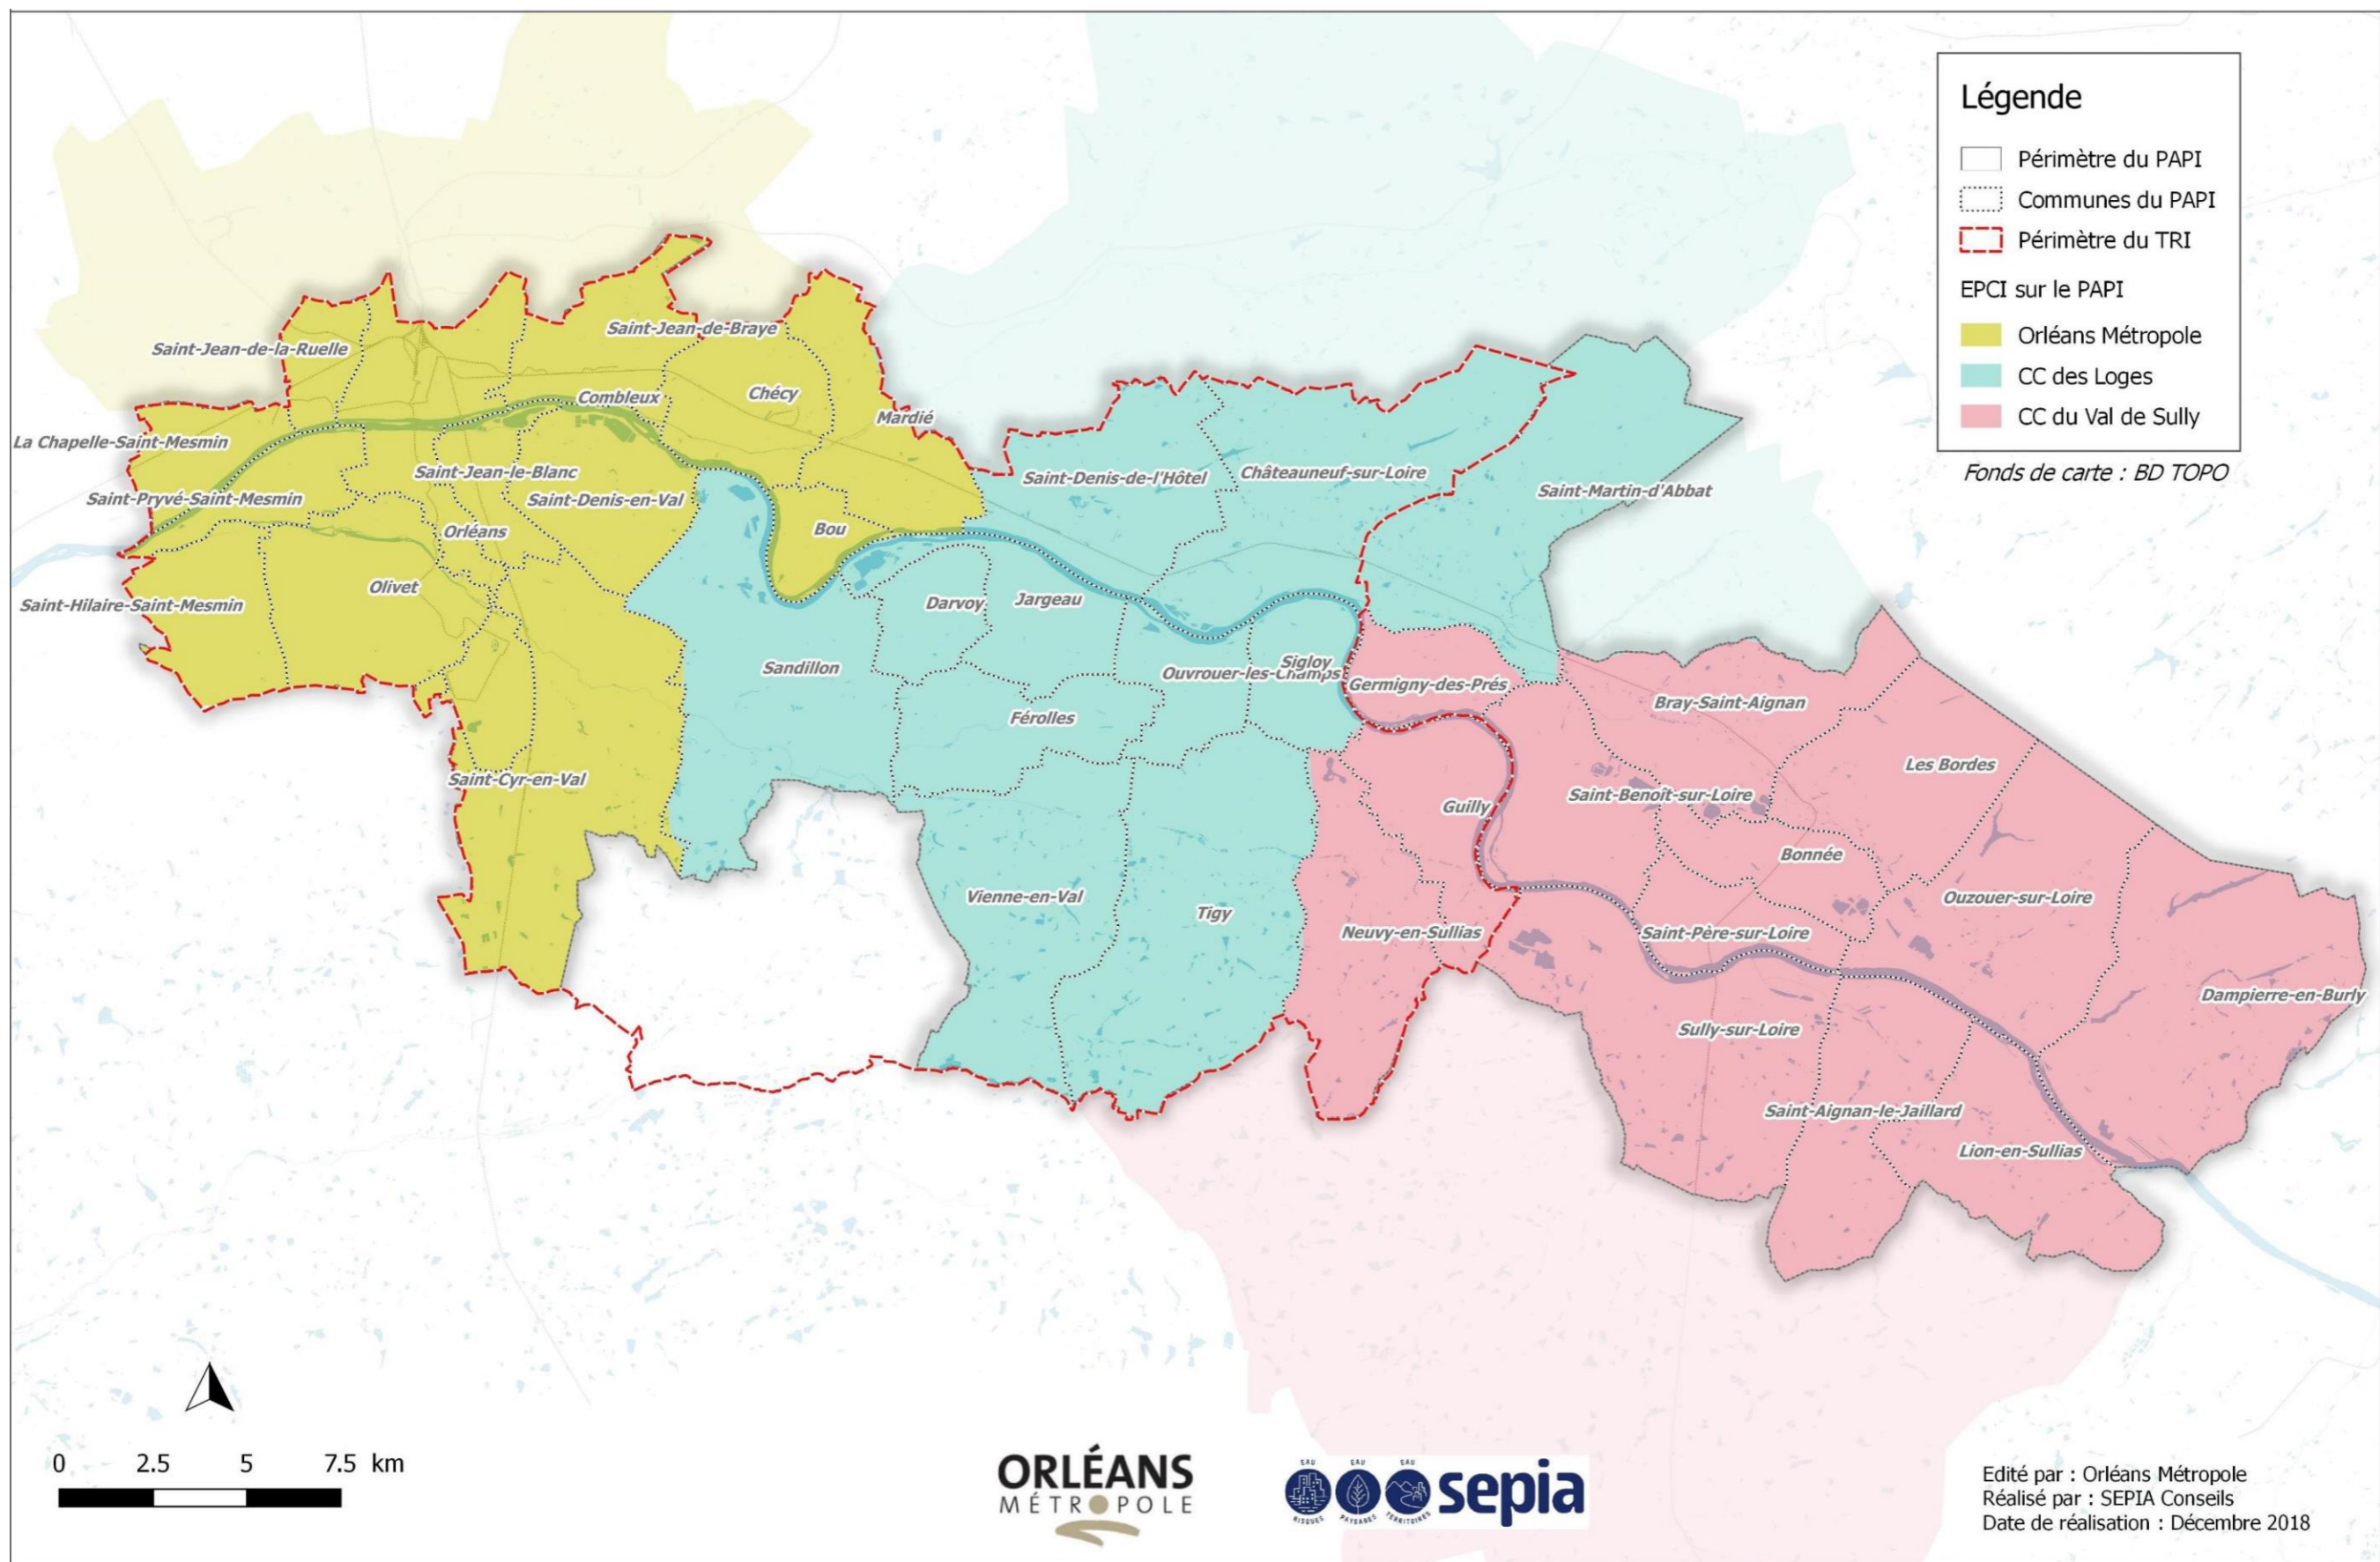 Légende
Périmètre du PAPI
Communes du PAPI
Périmètre du TRI
EPCI sur le PAPI
Orléans Métropole
CC des Loges
CC du Val de Sully
Fonds de carte : BD TOPO
Saint-Jean-de-Braye
Saint-Jean-de-la-Ruelle
Combleux
Chécy
Mardié
La Chapelle-Saint-Mesmin
Saint-Jean-le-Blanc
Saint-Denis-de-l'Hôtel
Châteauneuf-sur-Loire
Saint-Martin-d'Abbat
Saint-Pryvé-Saint-Mesmin
Saint-Denis-en-Val
Orléans
Bou
Olivet
Saint-Hilaire-Saint-Mesmin
Darvoy
Jargeau
Sandillon
Sigloy
Ouvrouer-les-Champs
Germigny-des-Prés
Bray-Saint-Aignan
Férolles
Les Bordes
Saint-Cyr-en-Val
Guilly
Saint-Benoît-sur-Loire
Bonnée
Vienne-en-Val
Tigy
Ouzouer-sur-Loire
Neuvy-en-Sullias
Saint-Père-sur-Loire
Dampierre-en-Burly
Sully-sur-Loire
Saint-Aignan-le-Jaillard
Lion-en-Sullias
0 2.5 5 7.5 km
ORLÉANS
MÉTROPOLE
EAU EAU EAU
sepia
RISQUES PAYSAGES TERRITOIRES
Edité par : Orléans Métropole
Réalisé par : SEPIA Conseils
Date de réalisation : Décembre 2018